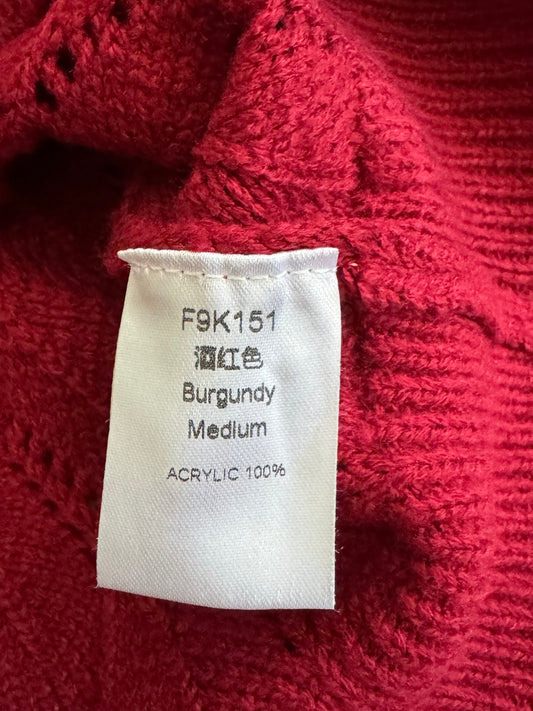 F9K151
酒红色
Burgundy
Medium
ACRYLIC 100%